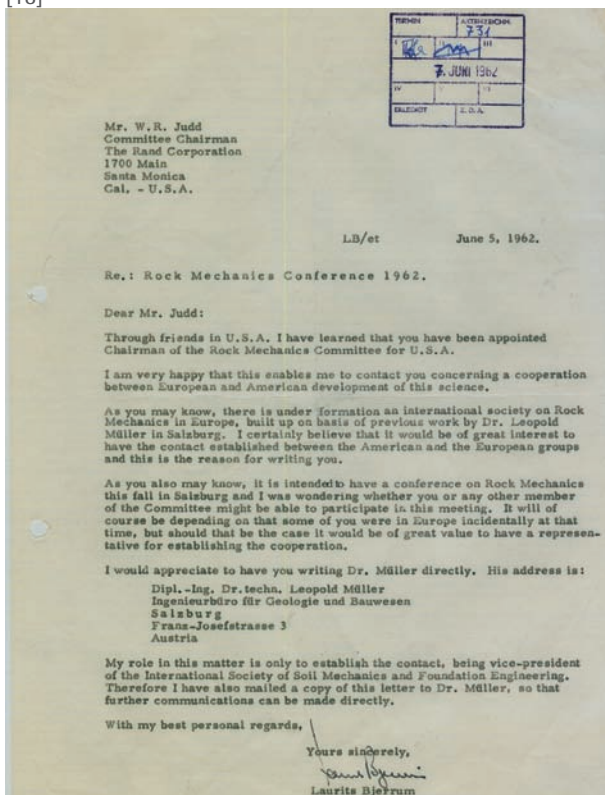 [16]
TERMIN AKTENZEICHN.
731
I II III
7. JUNI 1962
IV V VI
ERLEDIGT Z. D. A.
Mr. W.R. Judd
Committee Chairman
The Rand Corporation
1700 Main
Santa Monica
Cal. - U.S.A.
LB/et June 5, 1962.
Re.: Rock Mechanics Conference 1962.
Dear Mr. Judd:
Through friends in U.S.A. I have learned that you have been appointed
Chairman of the Rock Mechanics Committee for U.S.A.
I am very happy that this enables me to contact you concerning a cooperation
between European and American development of this science.
As you may know, there is under formation an international society on Rock
Mechanics in Europe, built up on basis of previous work by Dr. Leopold
Müller in Salzburg. I certainly believe that it would be of great interest to
have the contact established between the American and the European groups
and this is the reason for writing you.
As you also may know, it is intended to have a conference on Rock Mechanics
this fall in Salzburg and I was wondering whether you or any other member
of the Committee might be able to participate in this meeting. It will of
course be depending on that some of you were in Europe incidentally at that
time, but should that be the case it would be of great value to have a represen-
tative for establishing the cooperation.
I would appreciate to have you writing Dr. Müller directly. His address is:
Dipl.-Ing. Dr.techn. Leopold Müller
Ingenieurbüro für Geologie und Bauwesen
Salzburg
Franz-Josefstrasse 3
Austria
My role in this matter is only to establish the contact, being vice-president
of the International Society of Soil Mechanics and Foundation Engineering.
Therefore I have also mailed a copy of this letter to Dr. Müller, so that
further communications can be made directly.
With my best personal regards,
Yours sincerely,
Laurits Bjerrum